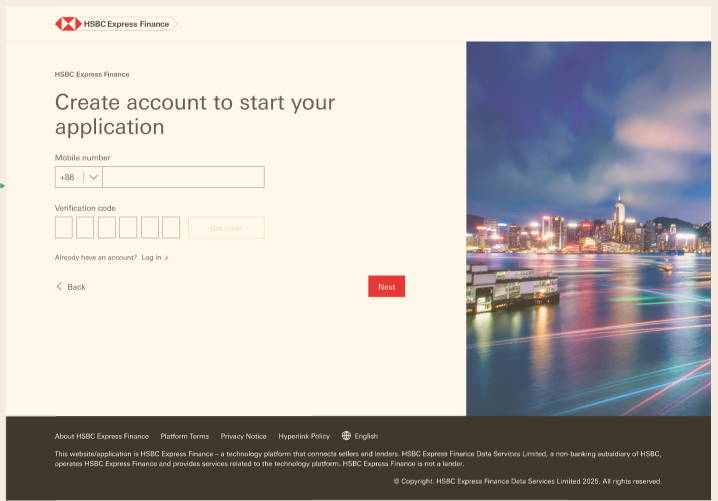 HSBC Express Finance
HSBC Express Finance
Create account to start your
application
Mobile number
+86
Verification code
Get code
Already have an account? Log in
Back
Next
About HSBC Express Finance Platform Terms Privacy Notice Hyperlink Policy English
This website/application is HSBC Express Finance – a technology platform that connects sellers and lenders. HSBC Express Finance Data Services Limited, a non-banking subsidiary of HSBC,
operates HSBC Express Finance and provides services related to the technology platform. HSBC Express Finance is not a lender.
© Copyright. HSBC Express Finance Data Services Limited 2025. All rights reserved.